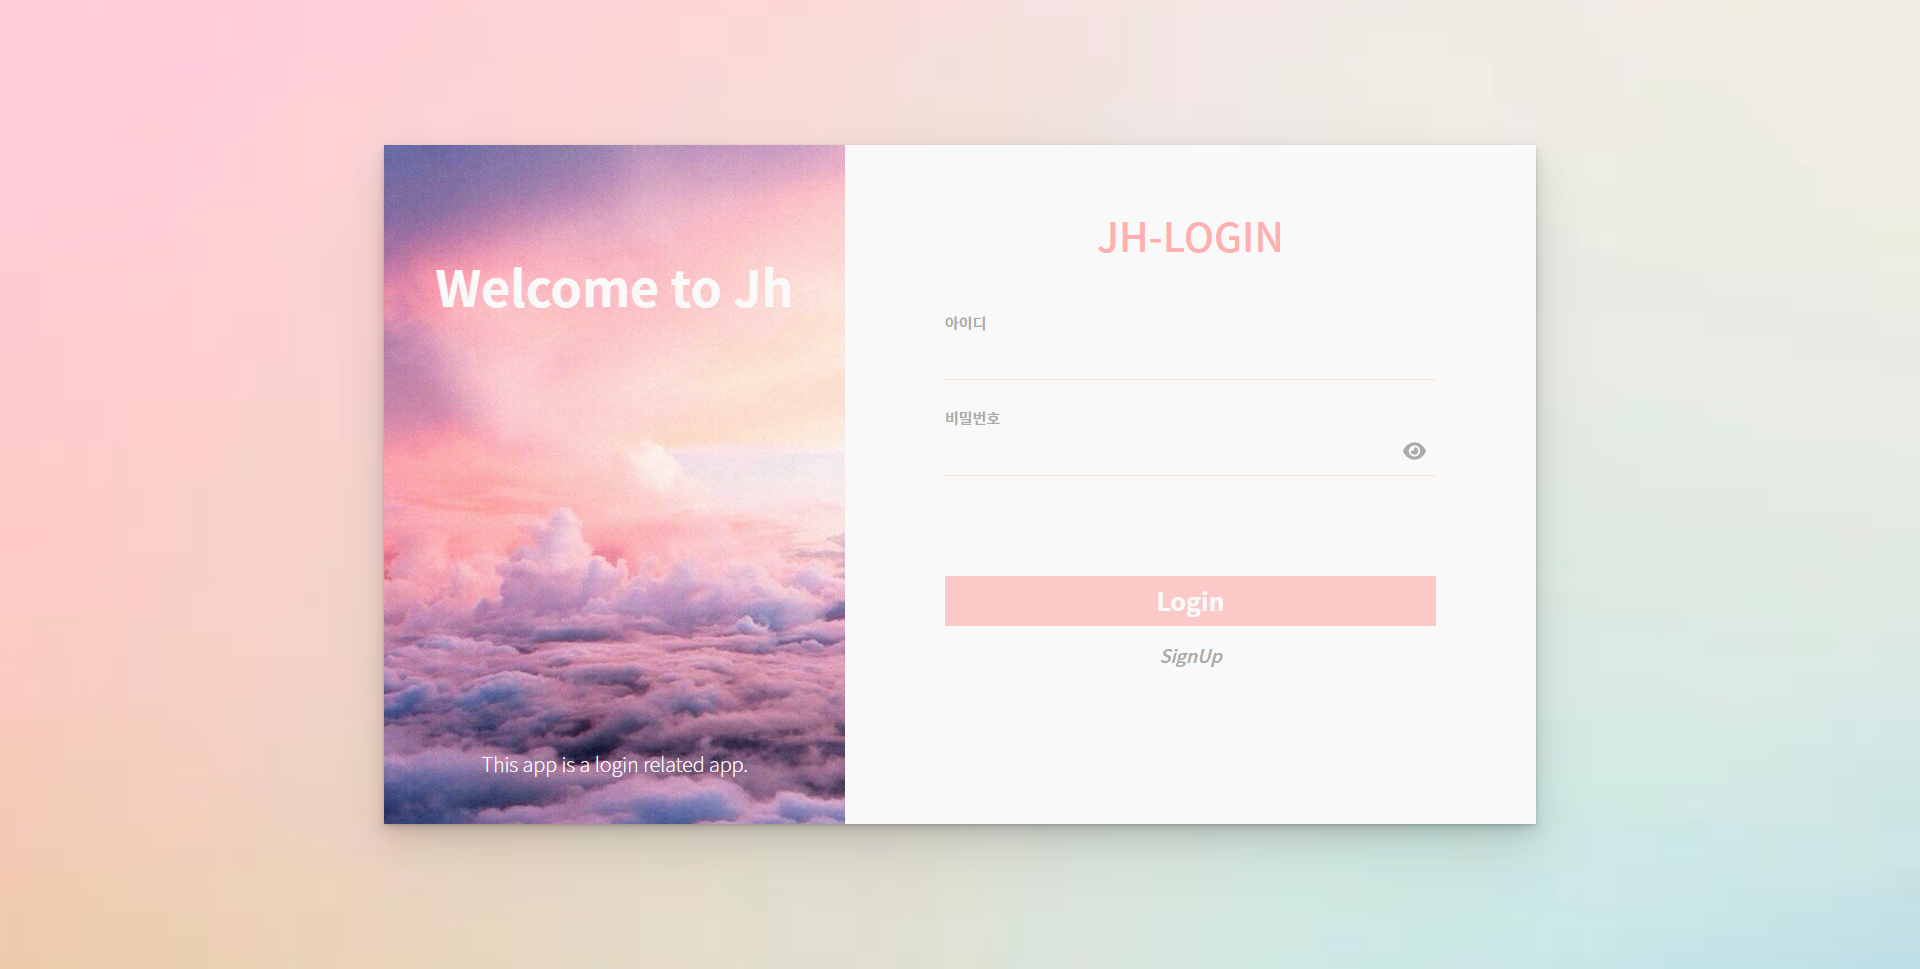 Welcome to Jh
This app is a login related app.
JH-LOGIN
아이디
비밀번호
Login
SignUp